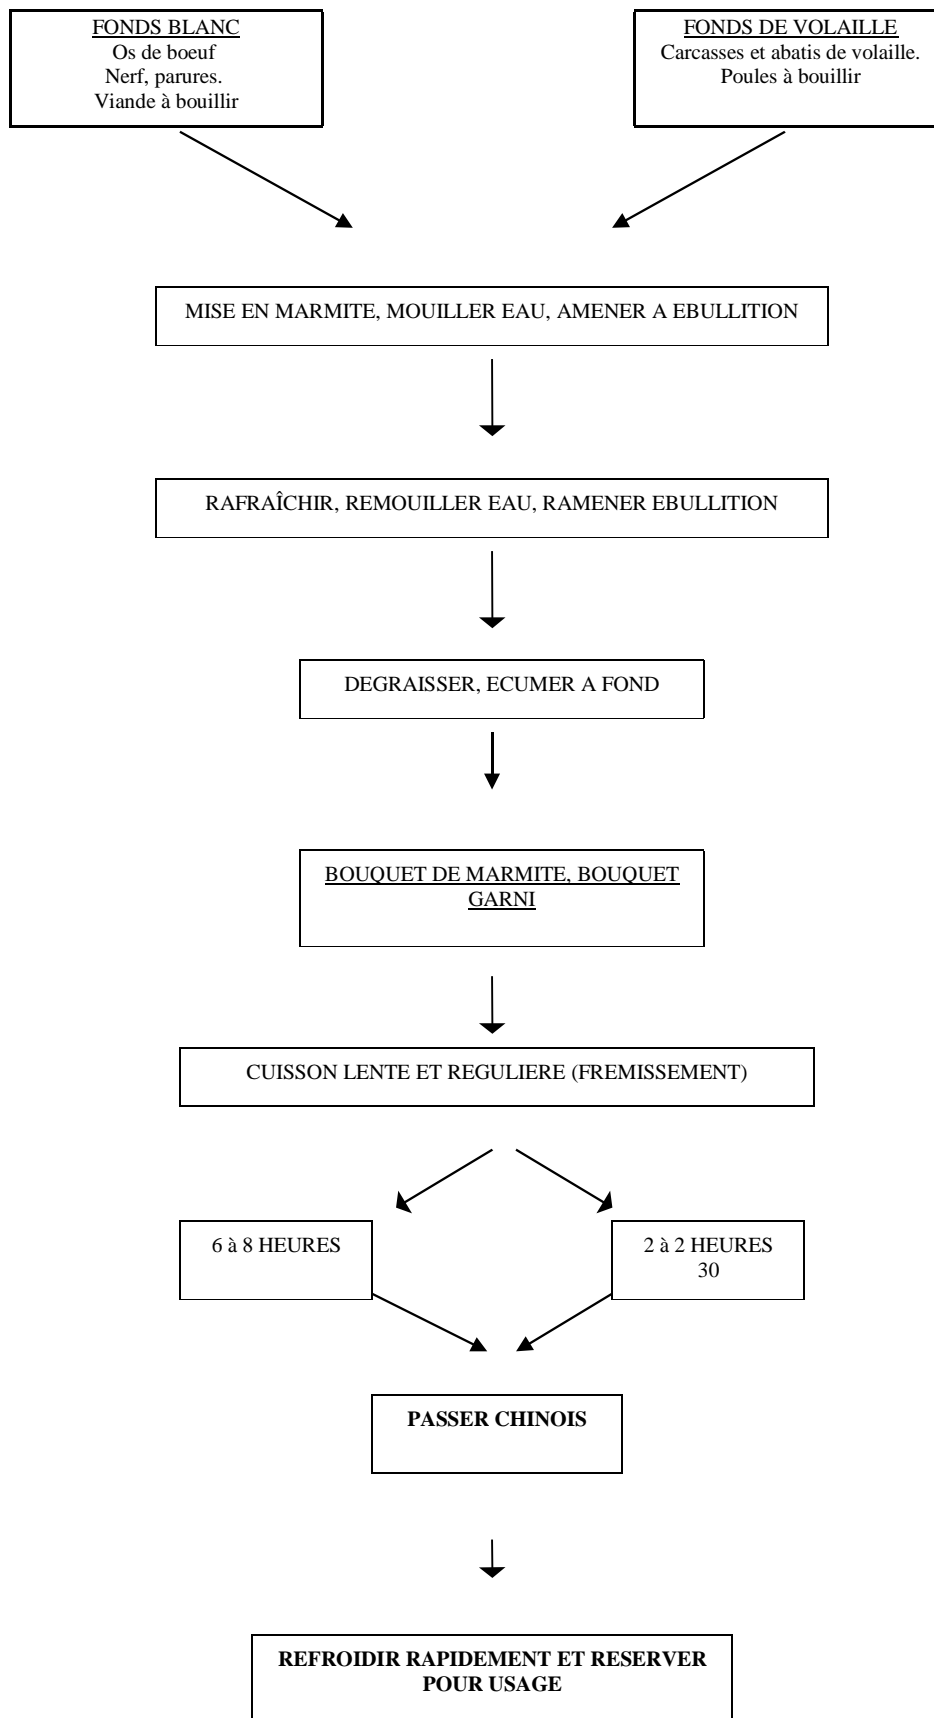 FONDS BLANC
Os de boeuf
Nerf, parures.
Viande à bouillir
FONDS DE VOLAILLE
Carcasses et abatis de volaille.
Poules à bouillir
MISE EN MARMITE, MOUILLER EAU, AMENER A EBULLITION
RAFRAÎCHIR, REMOUILLER EAU, RAMENER EBULLITION
DEGRAISSER, ECUMER A FOND
BOUQUET DE MARMITE, BOUQUET
GARNI
CUISSON LENTE ET REGULIERE (FREMISSEMENT)
6 à 8 HEURES
2 à 2 HEURES
30
PASSER CHINOIS
REFROIDIR RAPIDEMENT ET RESERVER
POUR USAGE